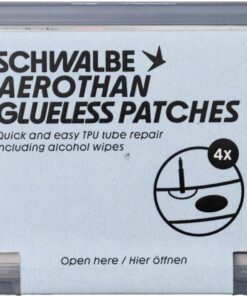 SCHWALBE
AEROTHAN
GLUELESS PATCHES
Quick and easy TPU tube repair
including alcohol wipes
4x
Open here / Hier öffnen